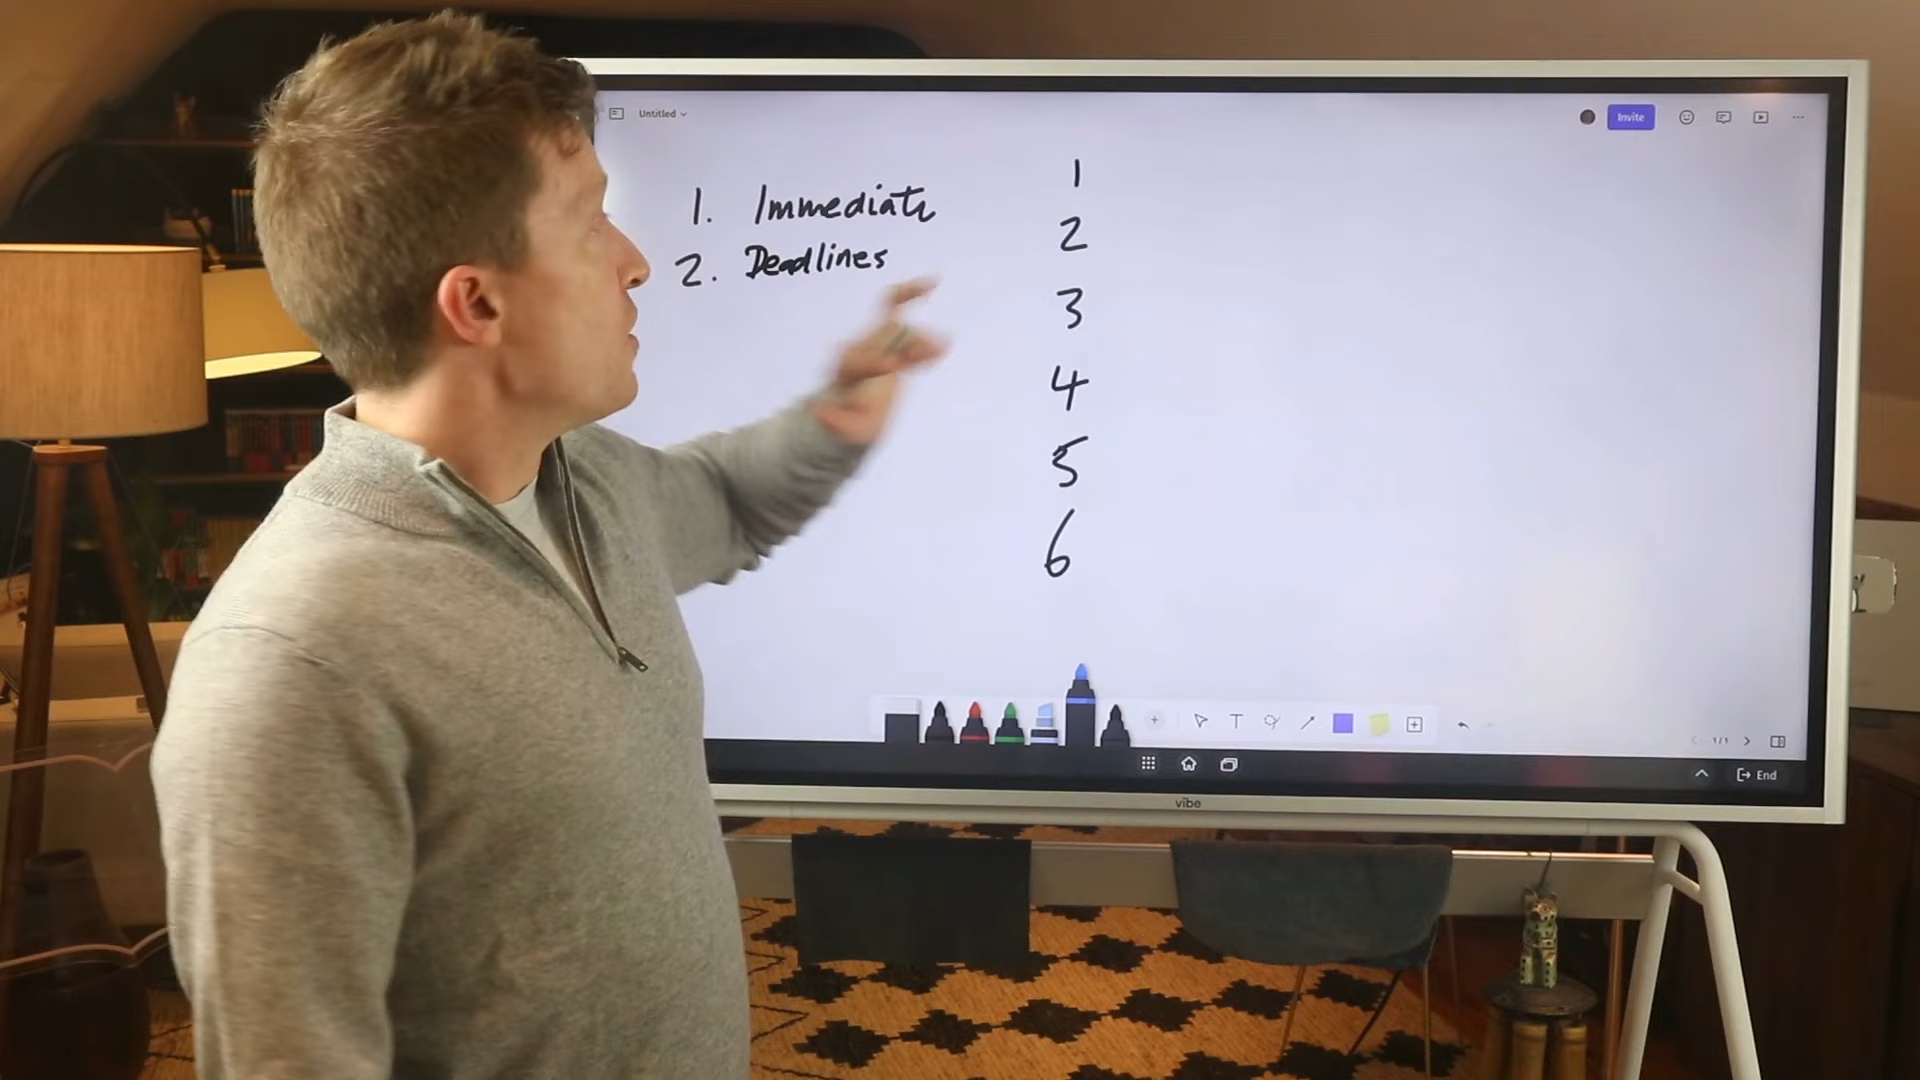 Untitled
Invite
1. Immediate
2. Deadlines
1
2
3
4
5
6
1/1
End
vibe